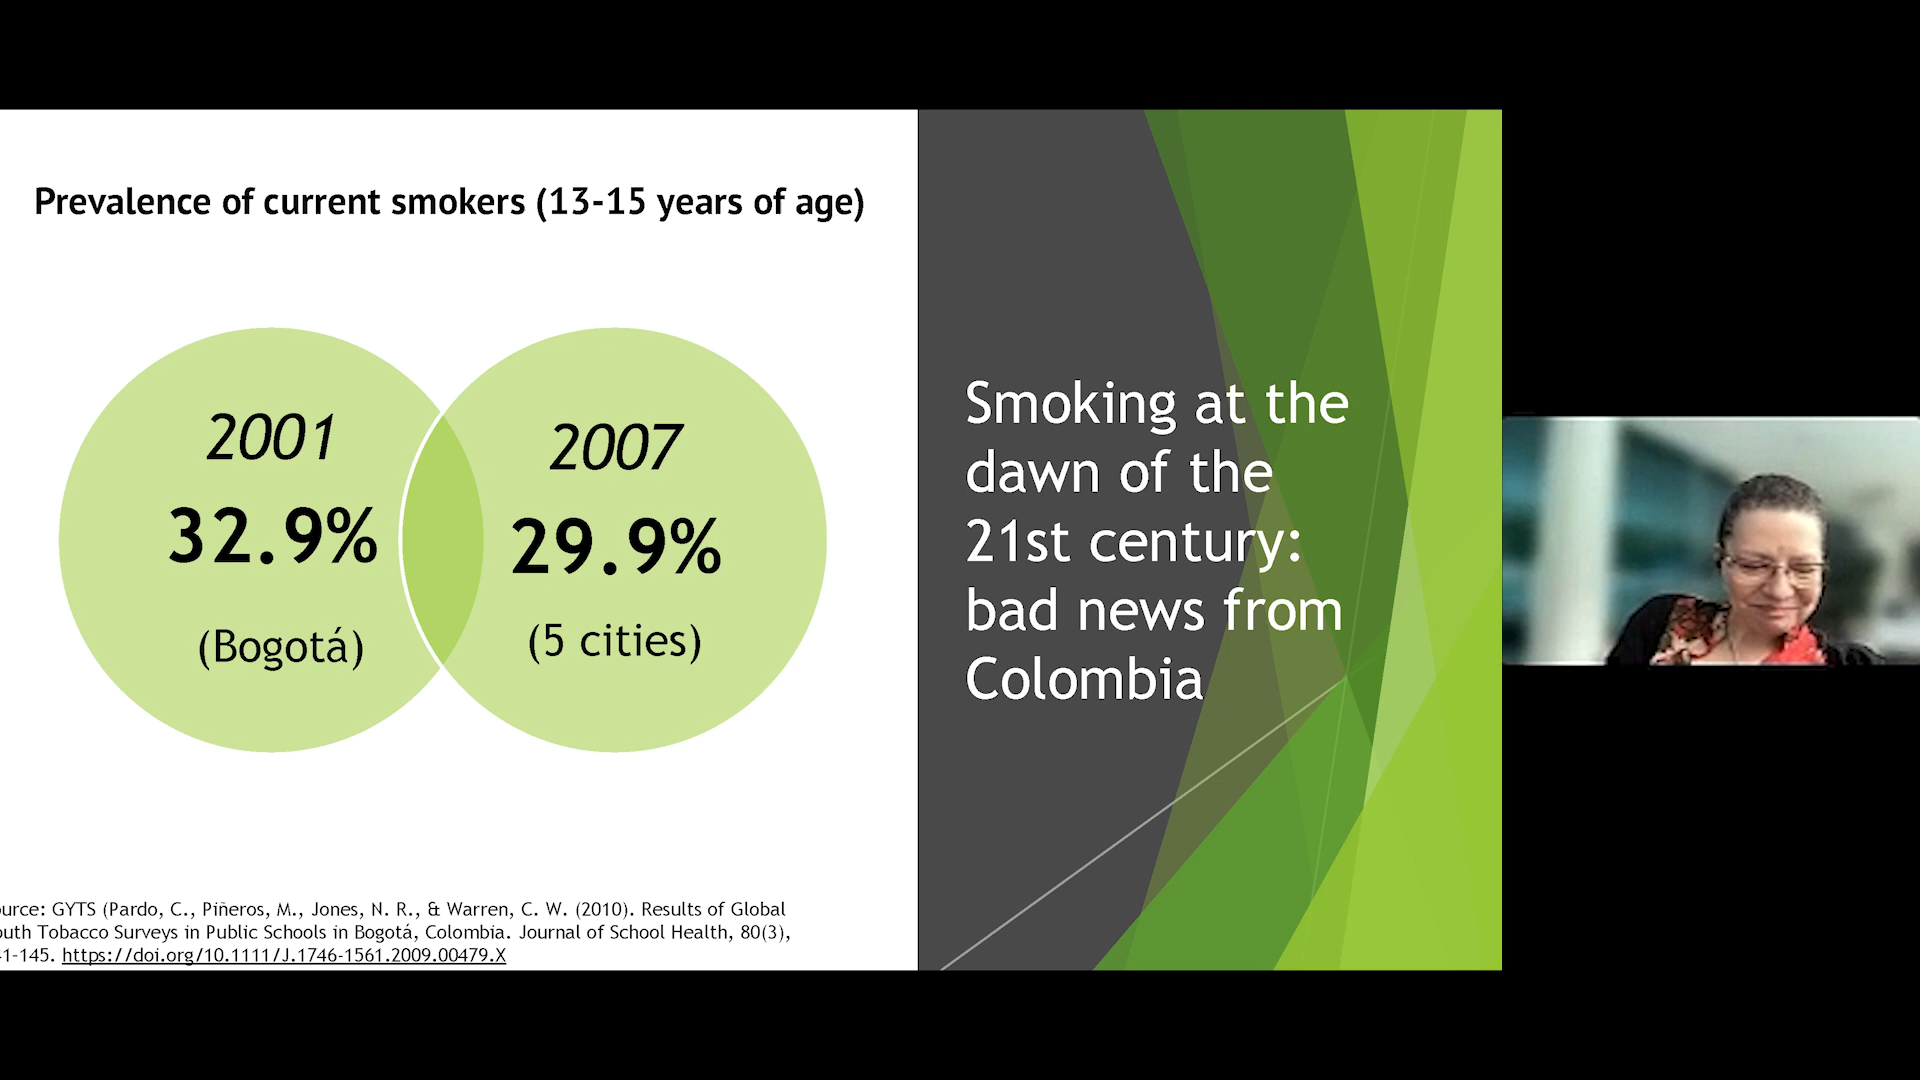 Prevalence of current smokers (13-15 years of age)
2001
32.9%
(Bogotá)
2007
29.9%
(5 cities)
urce: GYTS (Pardo, C., Piñeros, M., Jones, N. R., & Warren, C. W. (2010). Results of Global
outh Tobacco Surveys in Public Schools in Bogotá, Colombia. Journal of School Health, 80(3),
1-145. https://doi.org/10.1111/J.1746-1561.2009.00479.X
Smoking at the
dawn of the
21st century:
bad news from
Colombia